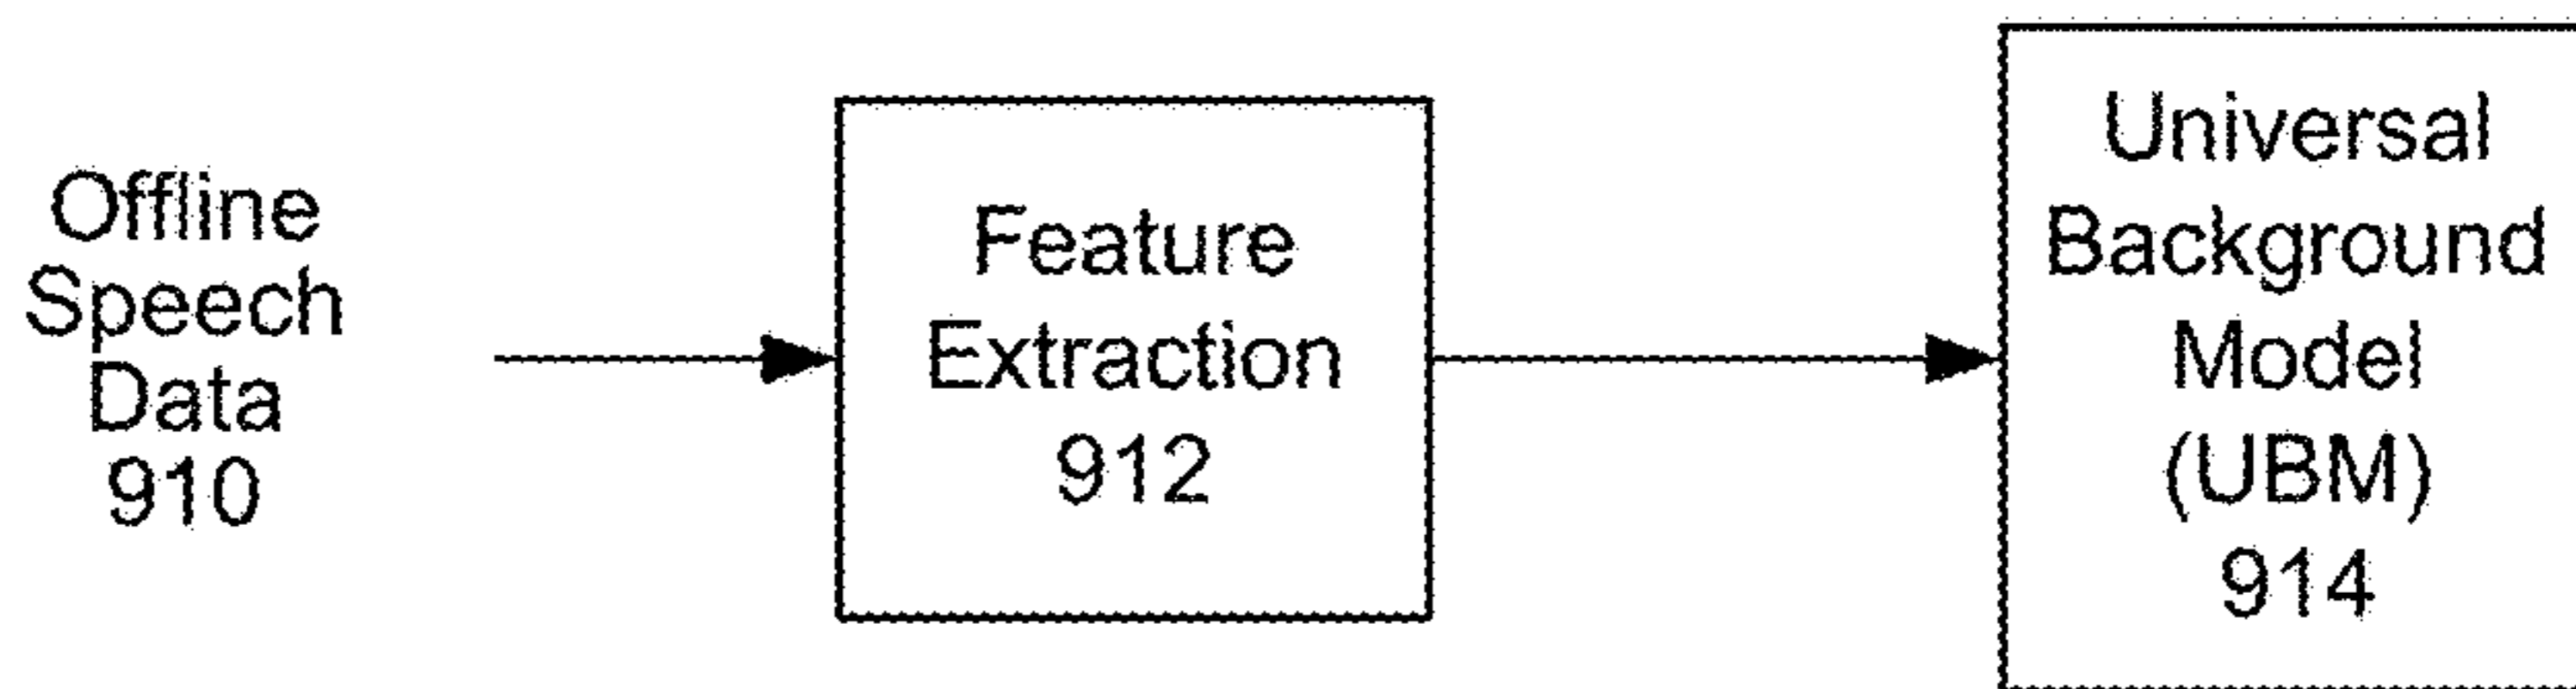 Offline
Speech
Data
910
Feature
Extraction
912
Universal
Background
Model
(UBM)
914